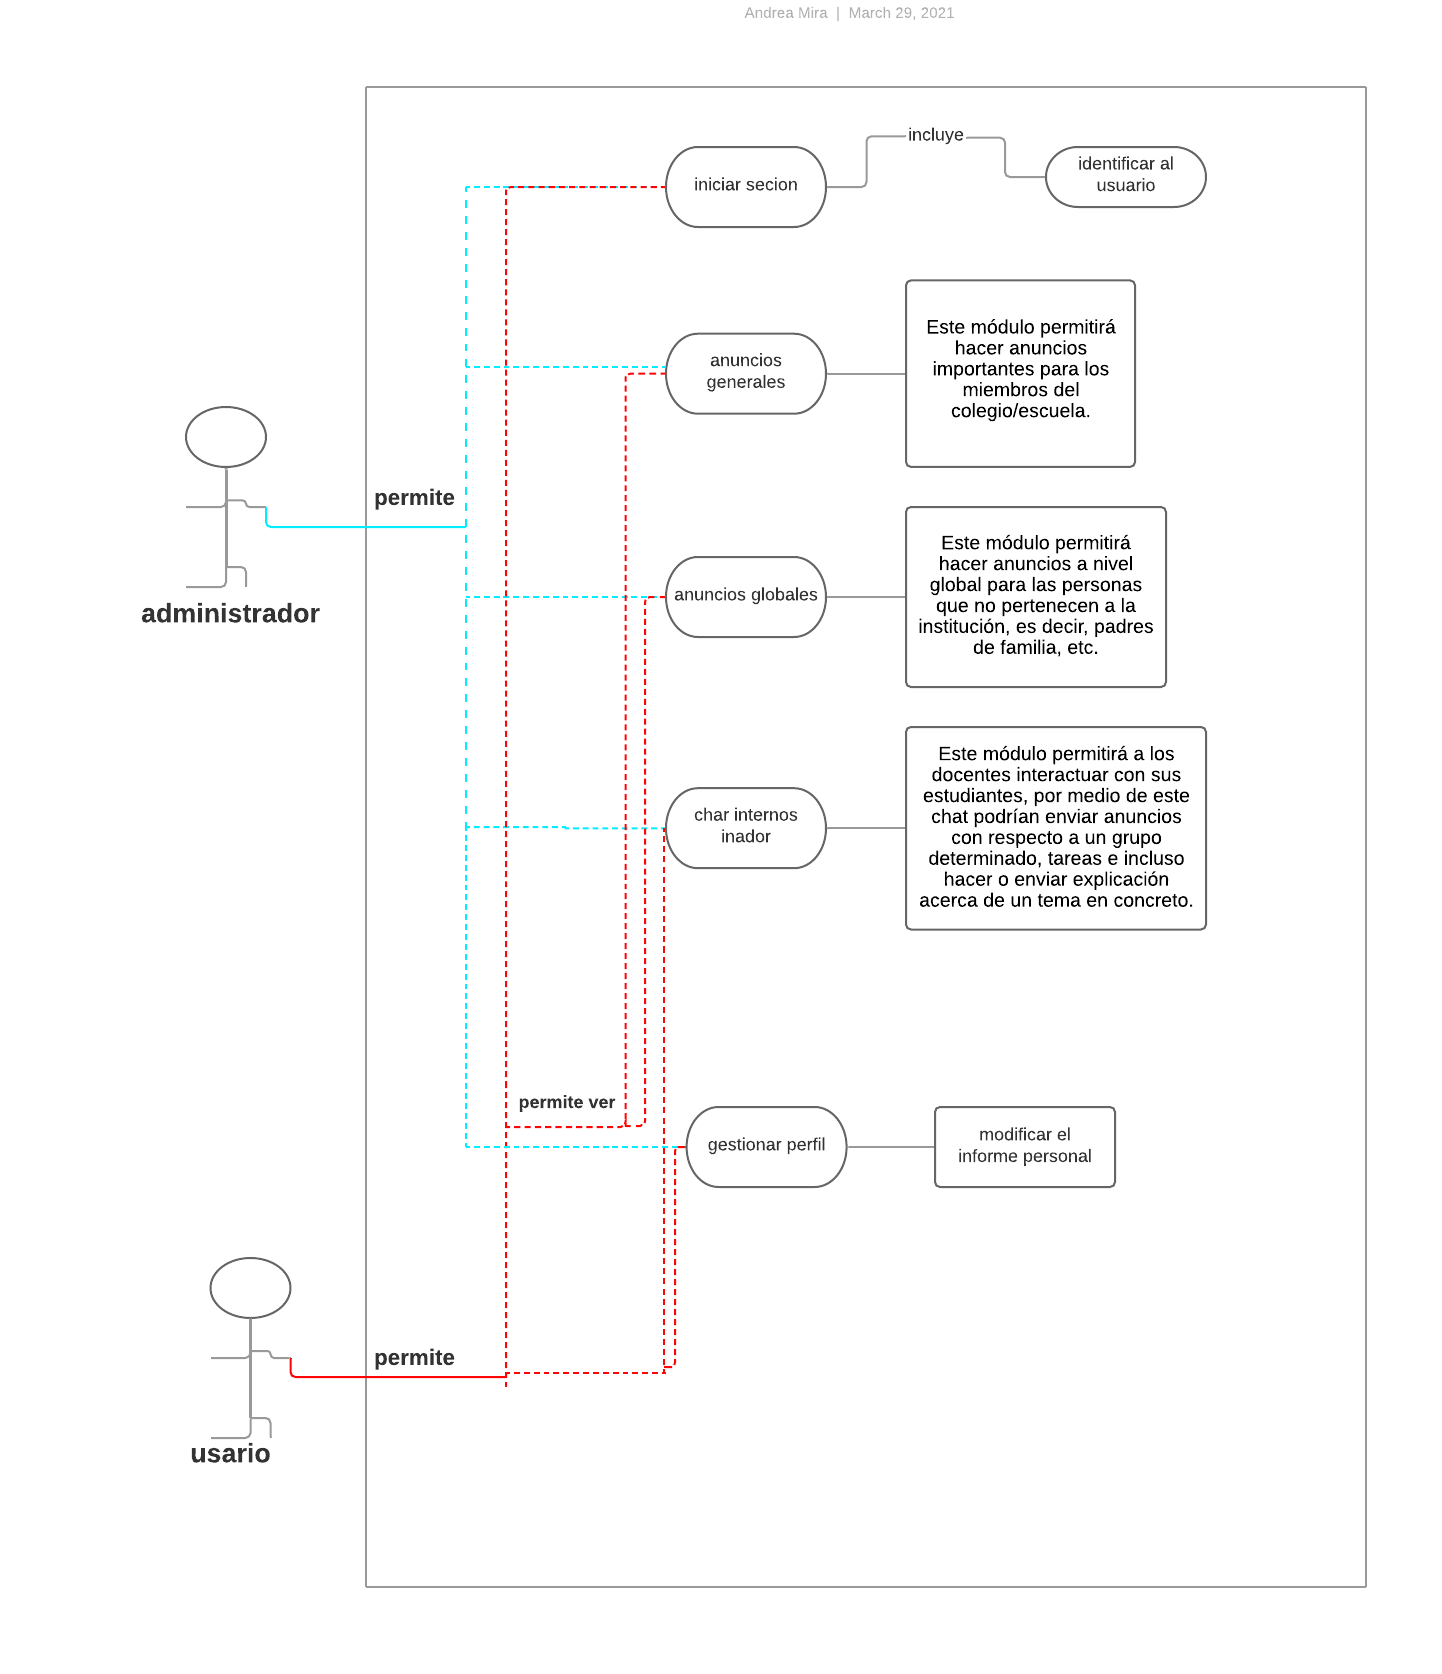 Andrea Mira | March 29, 2021
incluye
iniciar secion
identificar al
usuario
anuncios
generales
Este módulo permitirá
hacer anuncios
importantes para los
miembros del
colegio/escuela.
permite
administrador
anuncios globales
Este módulo permitirá
hacer anuncios a nivel
global para las personas
que no pertenecen a la
institución, es decir, padres
de familia, etc.
char internos
inador
Este módulo permitirá a los
docentes interactuar con sus
estudiantes, por medio de este
chat podrían enviar anuncios
con respecto a un grupo
determinado, tareas e incluso
hacer o enviar explicación
acerca de un tema en concreto.
permite ver
gestionar perfil
modificar el
informe personal
permite
usario